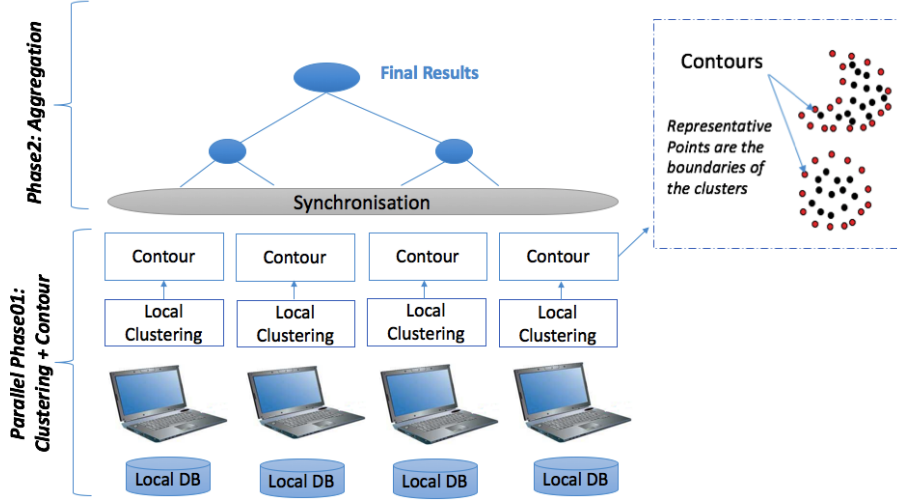 Phase2: Aggregation
Final Results
Synchronisation
Contours
Representative
Points are the
boundaries of
the clusters
Parallel Phase01:
Clustering + Contour
Contour
Contour
Contour
Contour
Local
Clustering
Local
Clustering
Local
Clustering
Local
Clustering
Local DB
Local DB
Local DB
Local DB